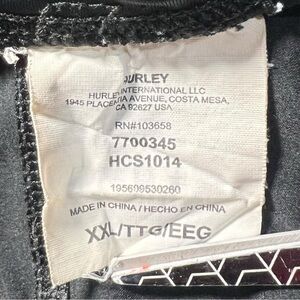 HURLEY
HURLEY INTERNATIONAL LLC
1945 PLACENTIA AVENUE, COSTA MESA,
CA 92627 USA
RN#103658
7700345
HCS1014
195609530260
MADE IN CHINA / HECHO EN CHINA
XXL/TTG/EEG